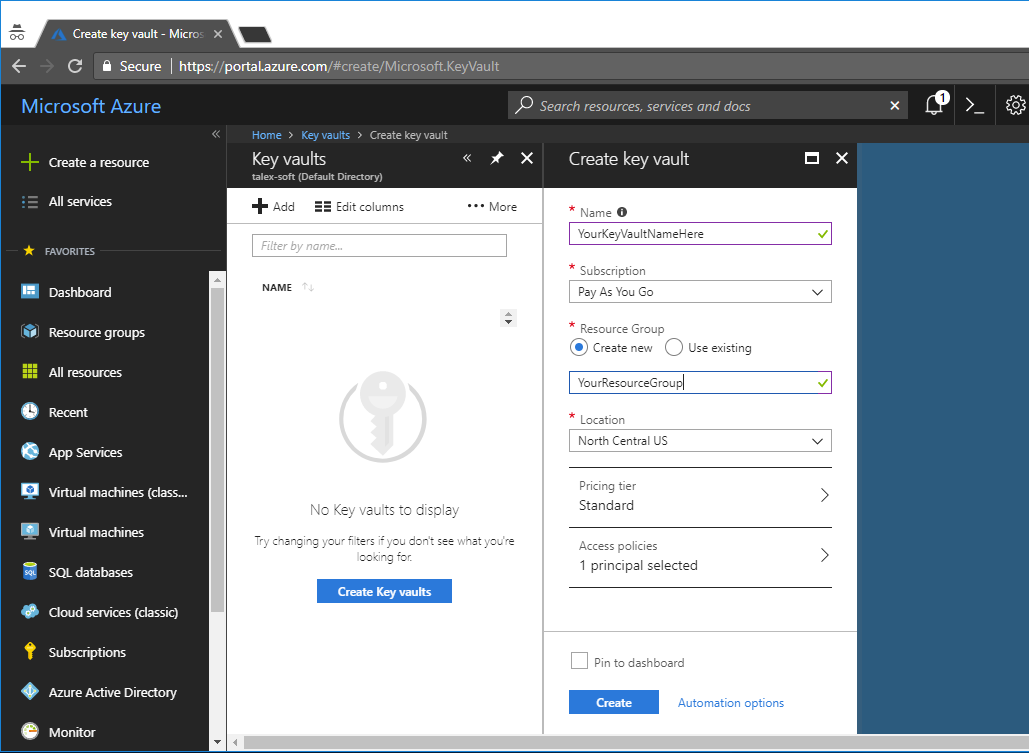 Create key vault - Micros
Secure
https://portal.azure.com/#create/Microsoft.KeyVault
Microsoft Azure
Search resources, services and docs
1
Home > Key vaults > Create key vault
Create a resource
All services
FAVORITES
Dashboard
Resource groups
All resources
Recent
App Services
Virtual machines (class...
Virtual machines
SQL databases
Cloud services (classic)
Subscriptions
Azure Active Directory
Monitor
Key vaults
talex-soft (Default Directory)
Add
Edit columns
More
Filter by name...
NAME
No Key vaults to display
Try changing your filters if you don't see what you're
looking for.
Create Key vaults
Create key vault
* Name
YourKeyVaultNameHere
* Subscription
Pay As You Go
* Resource Group
Create new Use existing
YourResourceGroup
* Location
North Central US
Pricing tier
Standard
Access policies
1 principal selected
Pin to dashboard
Create
Automation options